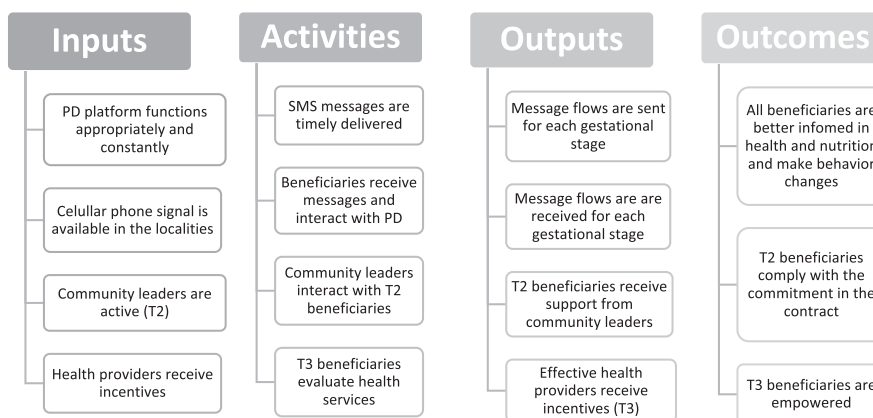 Inputs
PD platform functions
appropriately and
constantly
Celullar phone signal is
available in the localities
Community leaders are
active (T2)
Health providers receive
incentives
Activities
SMS messages are
timely delivered
Beneficiaries receive
messages and
interact with PD
Community leaders
interact with T2
beneficiaries
T3 beneficiaries
evaluate health
services
Outputs
Message flows are sent
for each gestational
stage
Message flows are are
received for each
gestational stage
T2 beneficiaries receive
support from
community leaders
Effective health
providers receive
incentives (T3)
Outcomes
All beneficiaries are
better infomed in
health and nutrition
and make behavior
changes
T2 beneficiaries
comply with the
commitment in the
contract
T3 beneficiaries are
empowered